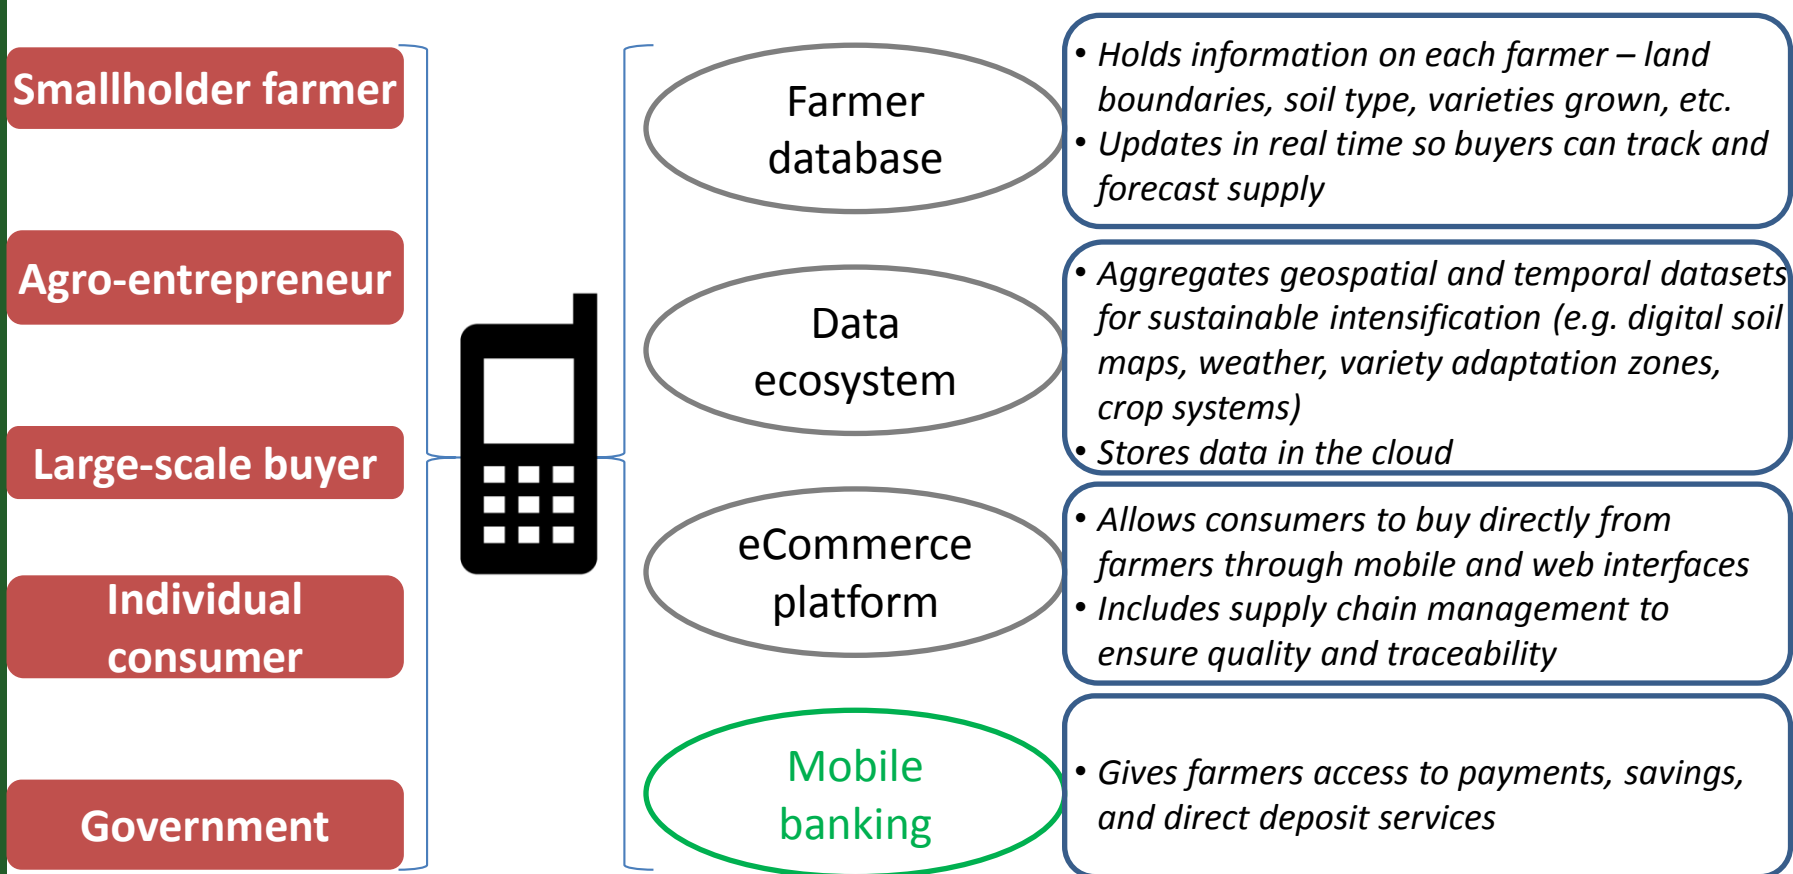 Smallholder farmer
Agro-entrepreneur
Large-scale buyer
Individual
consumer
Government
Farmer
database
• Holds information on each farmer – land
boundaries, soil type, varieties grown, etc.
• Updates in real time so buyers can track and
forecast supply
Data
ecosystem
• Aggregates geospatial and temporal datasets
for sustainable intensification (e.g. digital soil
maps, weather, variety adaptation zones,
crop systems)
• Stores data in the cloud
eCommerce
platform
• Allows consumers to buy directly from
farmers through mobile and web interfaces
• Includes supply chain management to
ensure quality and traceability
Mobile
banking
• Gives farmers access to payments, savings,
and direct deposit services